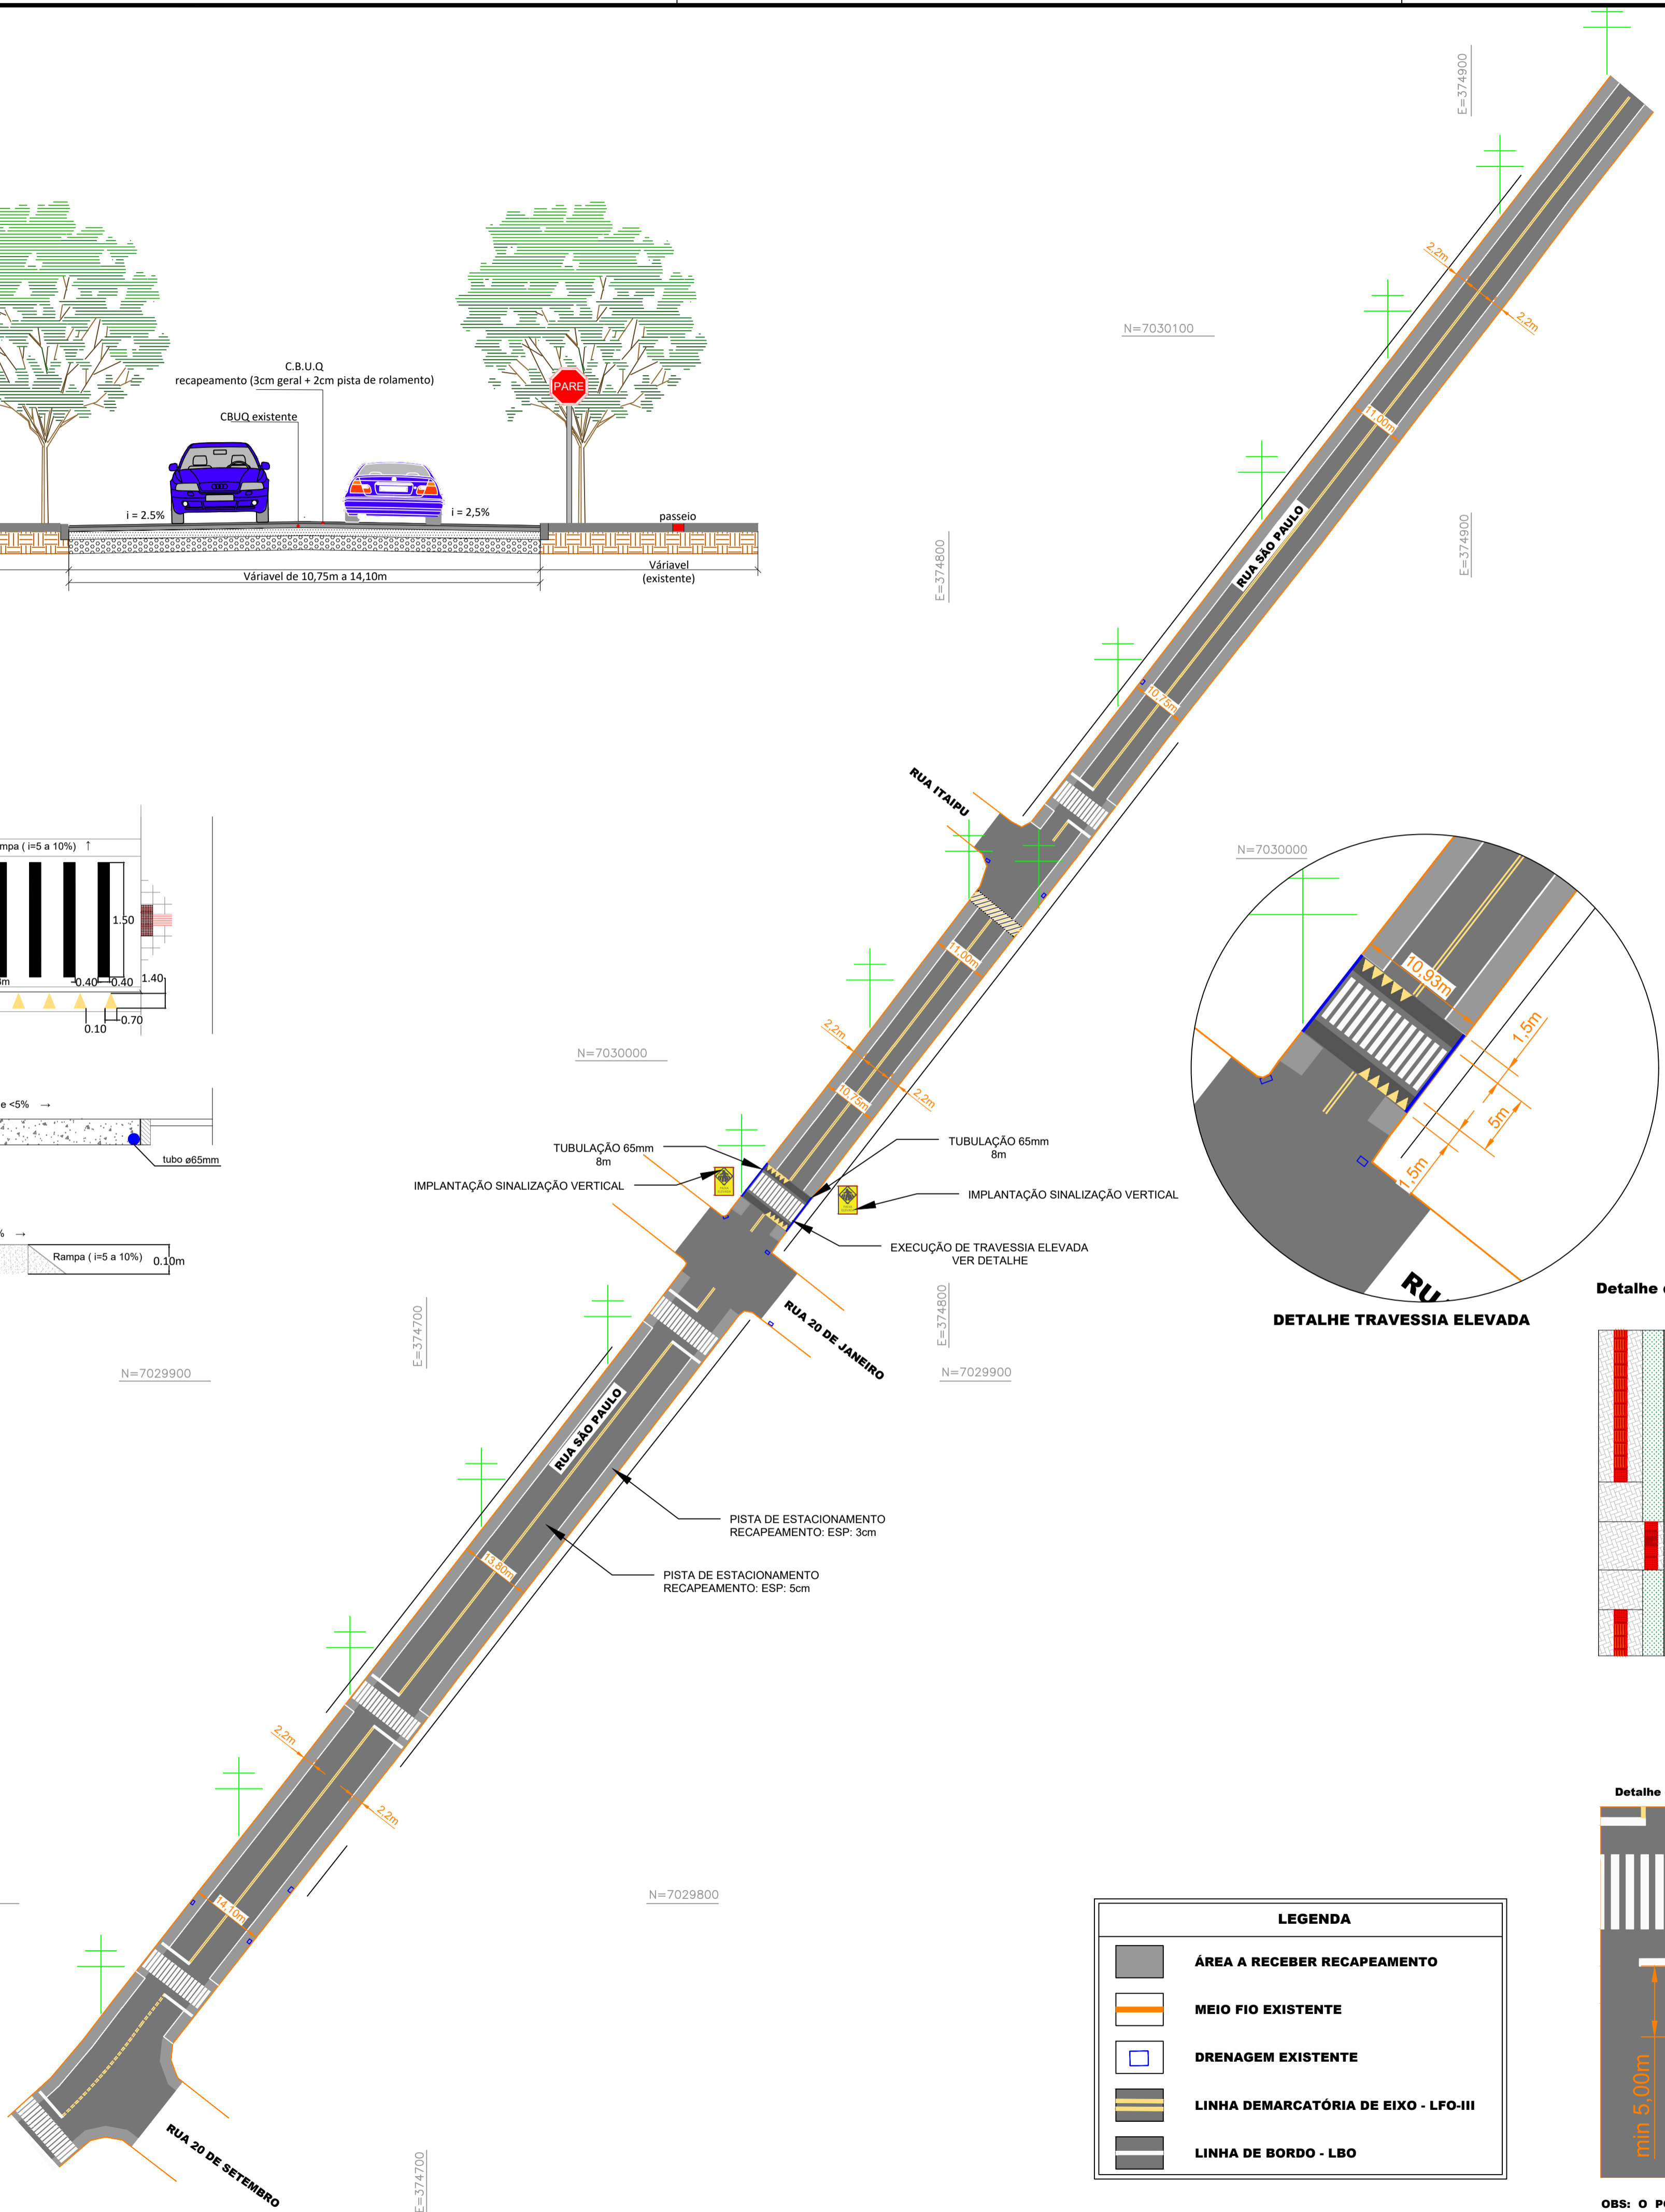 E=374900
2,2m
2,2m
N=7030100
C.B.U.Q
recapeamento (3cm geral + 2cm pista de rolamento)
PARE
CBUQ existente
11,00m
i = 2.5%
i = 2,5%
passeio
RUA SÃO PAULO
E=374800
E=374900
Váriavel de 10,75m a 14,10m
Váriavel
(existente)
10,75m
RUA ITAIPU
mpa ( i=5 a 10%) ↑
N=7030000
1.50
0.40
0.40
1.40
0.10
0.70
11,00m
10,93m
1,5m
5m
1,5m
2,2m
N=7030000
10,75m
2,2m
e <5% →
tubo ø65mm
TUBULAÇÃO 65mm
8m
TUBULAÇÃO 65mm
8m
IMPLANTAÇÃO SINALIZAÇÃO VERTICAL
IMPLANTAÇÃO SINALIZAÇÃO VERTICAL
% →
Rampa ( i=5 a 10%)
0.10m
EXECUÇÃO DE TRAVESSIA ELEVADA
VER DETALHE
RU
Detalhe
DETALHE TRAVESSIA ELEVADA
E=374700
RUA 20 DE JANEIRO
E=374800
N=7029900
N=7029900
RUA SÃO PAULO
PISTA DE ESTACIONAMENTO
RECAPEAMENTO: ESP: 3cm
13,80m
PISTA DE ESTACIONAMENTO
RECAPEAMENTO: ESP: 5cm
2,2m
2,2m
Detalhe
14,10m
N=7029800
LEGENDA
ÁREA A RECEBER RECAPEAMENTO
MEIO FIO EXISTENTE
DRENAGEM EXISTENTE
LINHA DEMARCATÓRIA DE EIXO - LFO-III
LINHA DE BORDO - LBO
min 5,00m
RUA 20 DE SETEMBRO
E=374700
OBS: O